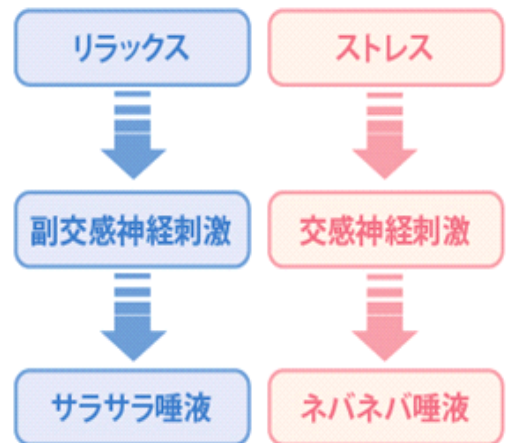 リラックス
ストレス
副交感神経刺激
交感神経刺激
サラサラ唾液
ネバネバ唾液